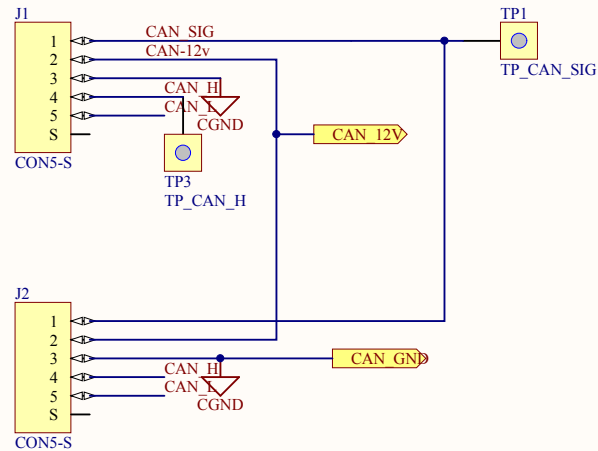 J1
TP1
1
CAN_SIG
2
CAN-12v
TP_CAN_SIG
3
4
CAN_H
5
CAN_L
CGND
S
CAN_12V
CON5-S
TP3
TP_CAN_H
J2
1
2
3
CAN_GND
4
CAN_H
5
CAN_L
CGND
S
CON5-S